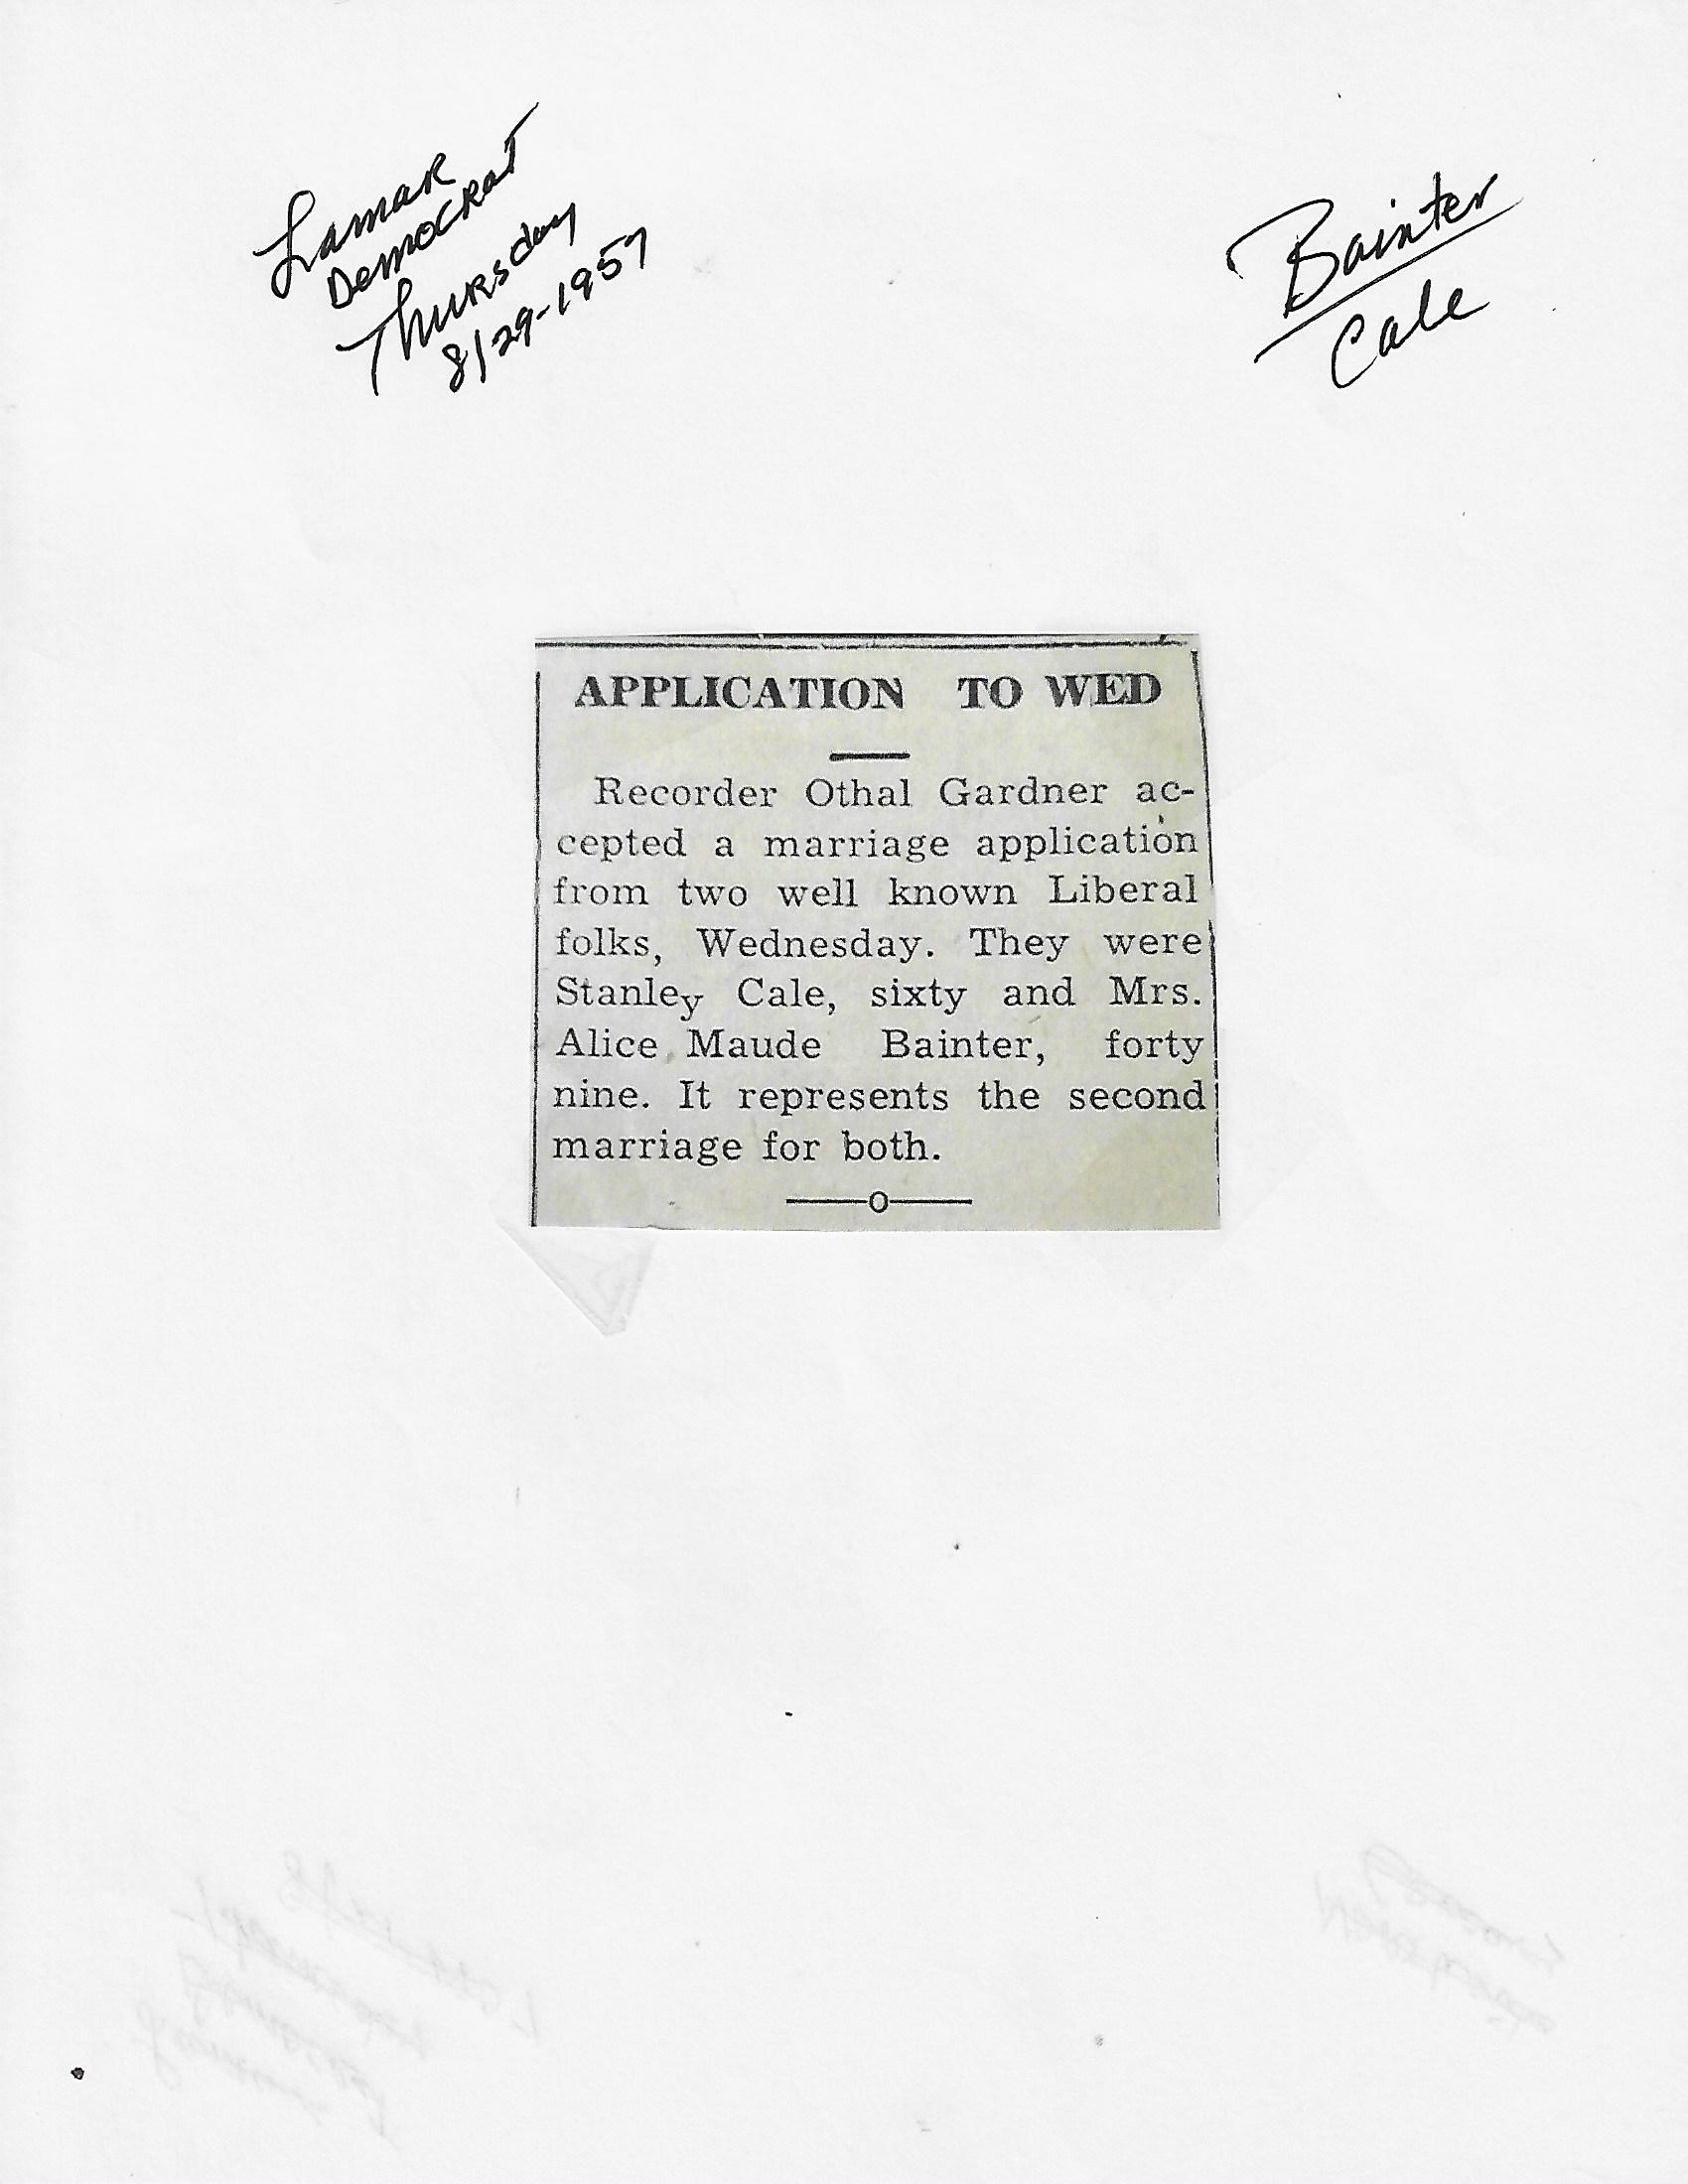 Lamar
Democrat
Thursday
8/29-1957
Bainter
Cale
APPLICATION TO WED
Recorder Othal Gardner ac-
cepted a marriage application
from two well known Liberal
folks, Wednesday. They were
Stanley Cale, sixty and Mrs.
Alice Maude Bainter, forty
nine. It represents the second
marriage for both.